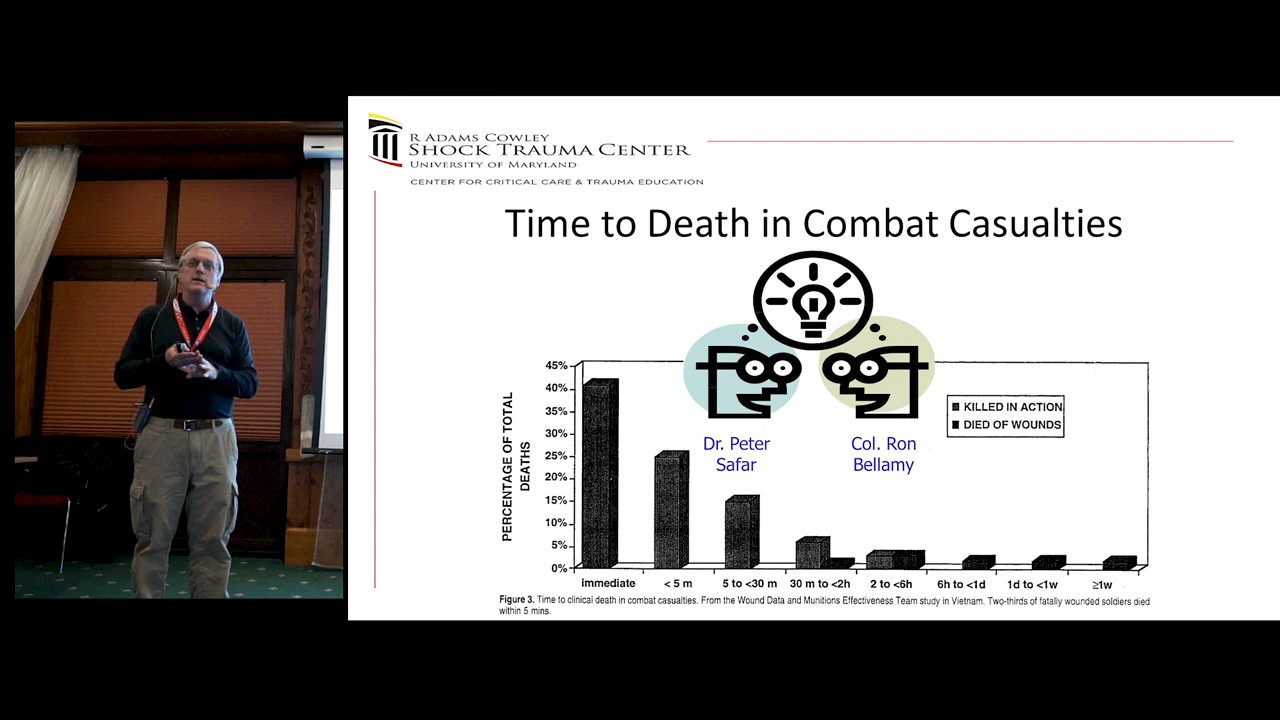 R ADAMS COWLEY
SHOCK TRAUMA CENTER
UNIVERSITY OF MARYLAND
CENTER FOR CRITICAL CARE & TRAUMA EDUCATION
Time to Death in Combat Casualties
Dr. Peter
Safar
Col. Ron
Bellamy
PERCENTAGE OF TOTAL
DEATHS
45%
40%
35%
30%
25%
20%
15%
10%
5%
0%
KILLED IN ACTION
DIED OF WOUNDS
immediate
< 5 m
5 to <30 m
30 m to <2h
2 to <6h
6h to <1d
1d to <1w
≥1w
Figure 3. Time to clinical death in combat casualties. From the Wound Data and Munitions Effectiveness Team study in Vietnam. Two-thirds of fatally wounded soldiers died
within 5 mins.